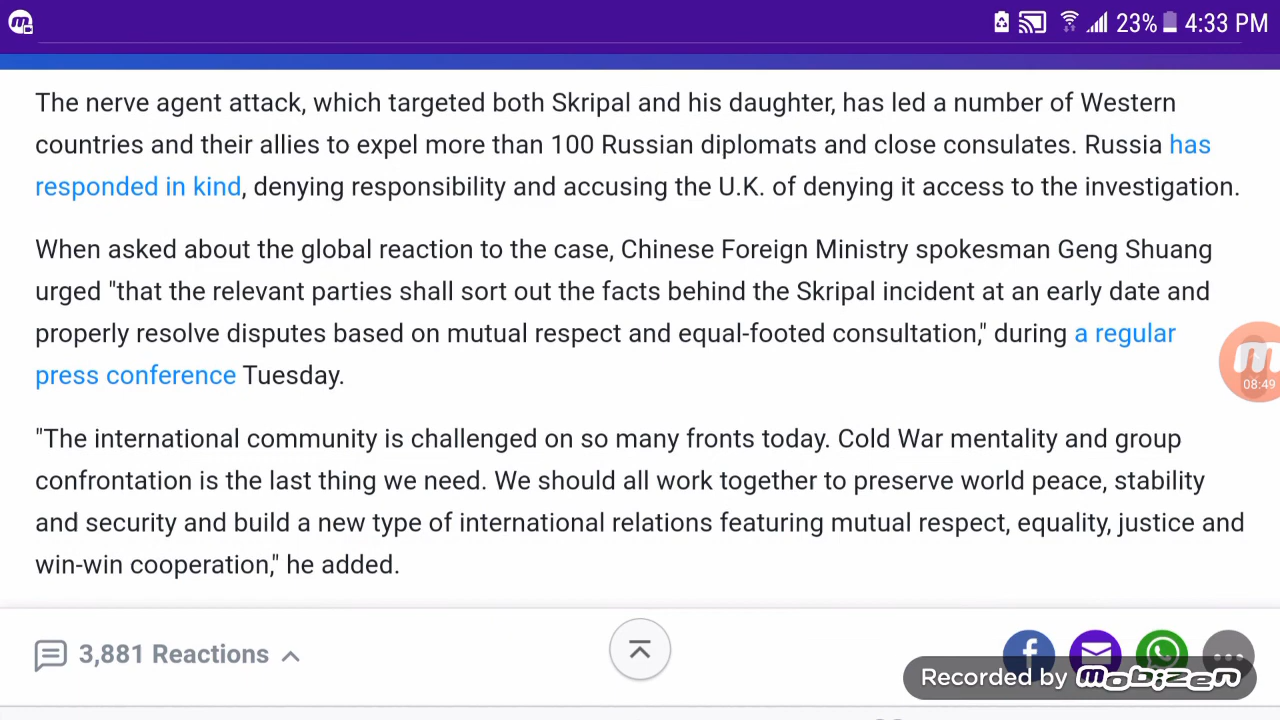 23% 4:33 PM
The nerve agent attack, which targeted both Skripal and his daughter, has led a number of Western
countries and their allies to expel more than 100 Russian diplomats and close consulates. Russia has
responded in kind, denying responsibility and accusing the U.K. of denying it access to the investigation.
When asked about the global reaction to the case, Chinese Foreign Ministry spokesman Geng Shuang
urged "that the relevant parties shall sort out the facts behind the Skripal incident at an early date and
properly resolve disputes based on mutual respect and equal-footed consultation," during a regular
press conference Tuesday.
08:49
"The international community is challenged on so many fronts today. Cold War mentality and group
confrontation is the last thing we need. We should all work together to preserve world peace, stability
and security and build a new type of international relations featuring mutual respect, equality, justice and
win-win cooperation," he added.
3,881 Reactions
Recorded by mobizen